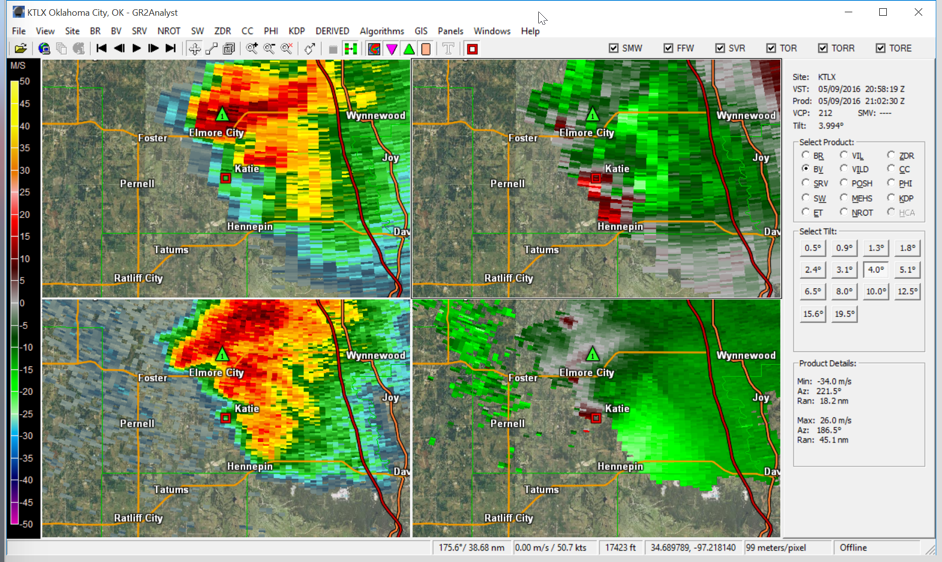 KTLX Oklahoma City, OK - GR2Analyst
File View Site BR BV SRV NROT SW ZDR CC PHI KDP DERIVED Algorithms GIS Panels Windows Help
SMW FFW SVR TOR TORR TORE
M/S
50
45
40
35
30
25
20
15
10
5
0
-5
-10
-15
-20
-25
-30
-35
-40
-45
-50
Wynnewood
Foster
Elmore City
Joy
Katie
Pernell
Hennepin
Dav
Tatums
Ratliff City
Wynnewood
Foster
Elmore City
Joy
Katie
Pernell
Hennepin
Dav
Tatums
Ratliff City
Wynnewood
Elmore City
Foster
Joy
Katie
Pernell
Hennepin
Dav
Tatums
Ratliff City
Wynnewood
Elmore City
Foster
Joy
Katie
Pernell
Hennepin
Dav
Tatums
Ratliff City
Site: KTLX
VST: 05/09/2016 20:58:19 Z
Prod: 05/09/2016 21:02:30 Z
VCP: 212 SMV: ----
Tilt: 3.994°
Select Product:
BR VIL ZDR
BV VILD CC
SRV POSH PHI
SW MEHS KDP
ET NROT HCA
Select Tilt:
0.5° 0.9° 1.3° 1.8°
2.4° 3.1° 4.0° 5.1°
6.5° 8.0° 10.0° 12.5°
15.6° 19.5°
Product Details:
Min: -34.0 m/s
Az: 221.5°
Ran: 18.2 nm
Max: 26.0 m/s
Az: 186.5°
Ran: 45.1 nm
175.6°/ 38.68 nm 0.00 m/s / 50.7 kts 17423 ft 34.689789, -97.218140 99 meters/pixel Offline